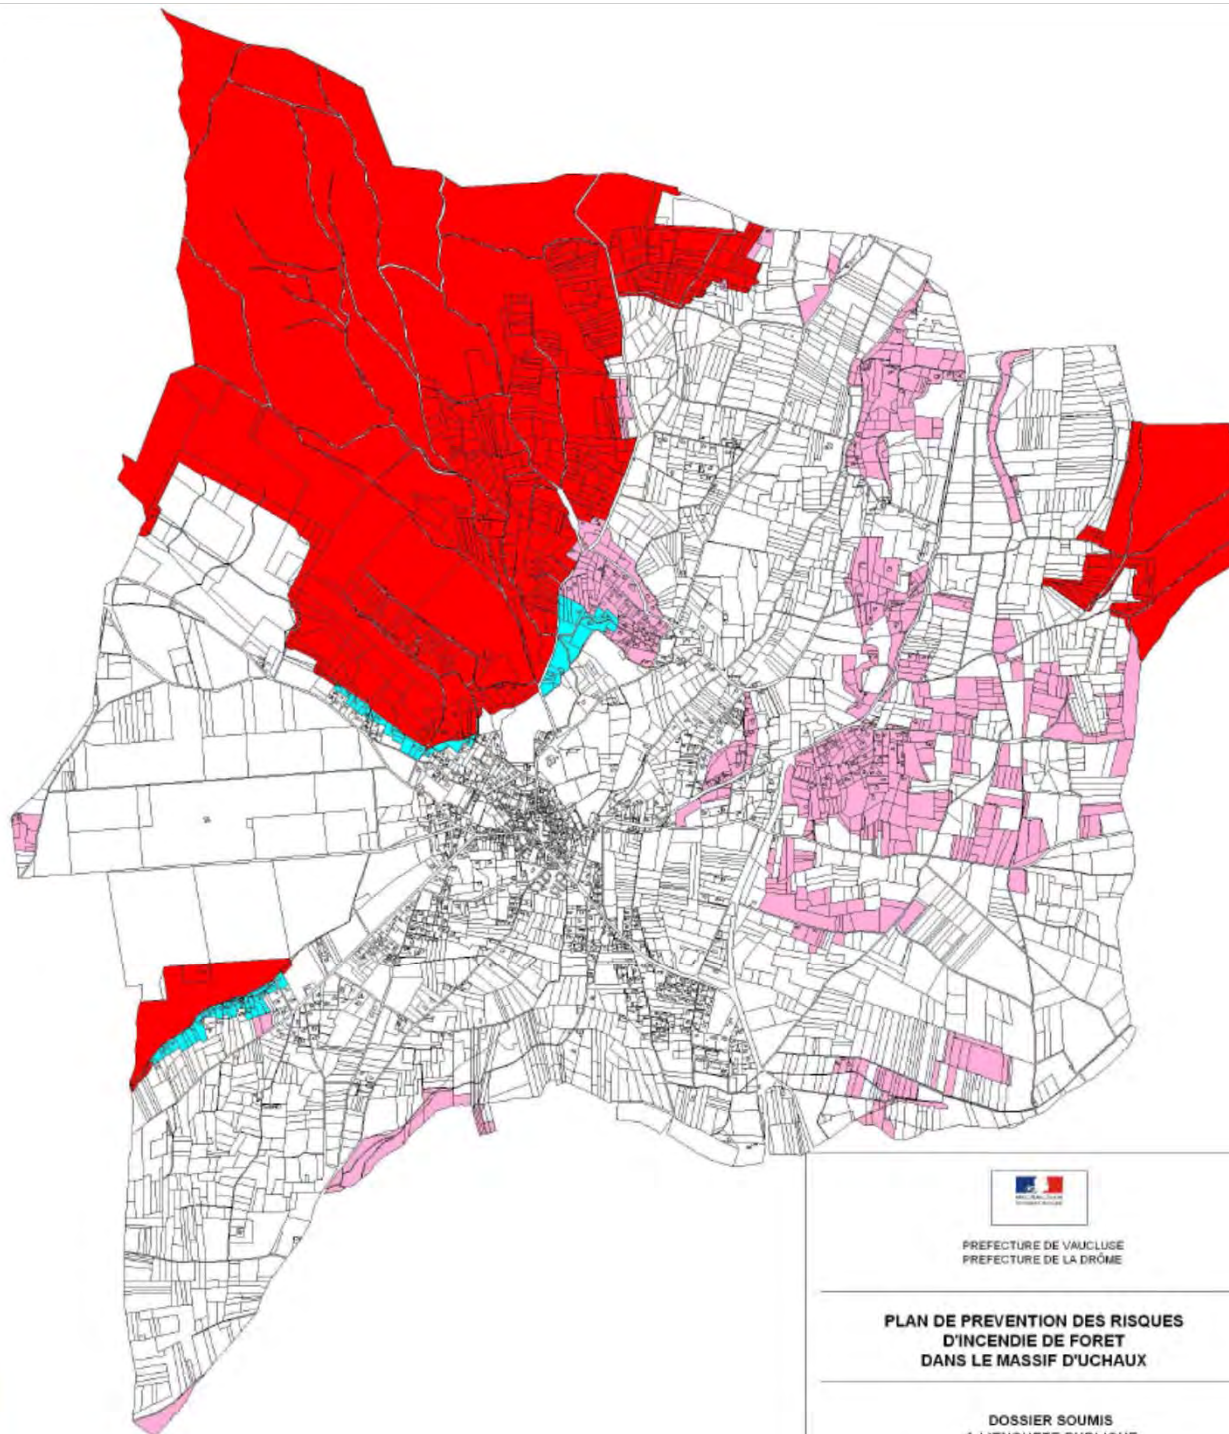 PREFECTURE DE VAUCLUSE
PREFECTURE DE LA DRÔME
PLAN DE PREVENTION DES RISQUES
D'INCENDIE DE FORET
DANS LE MASSIF D'UCHAUX
DOSSIER SOUMIS